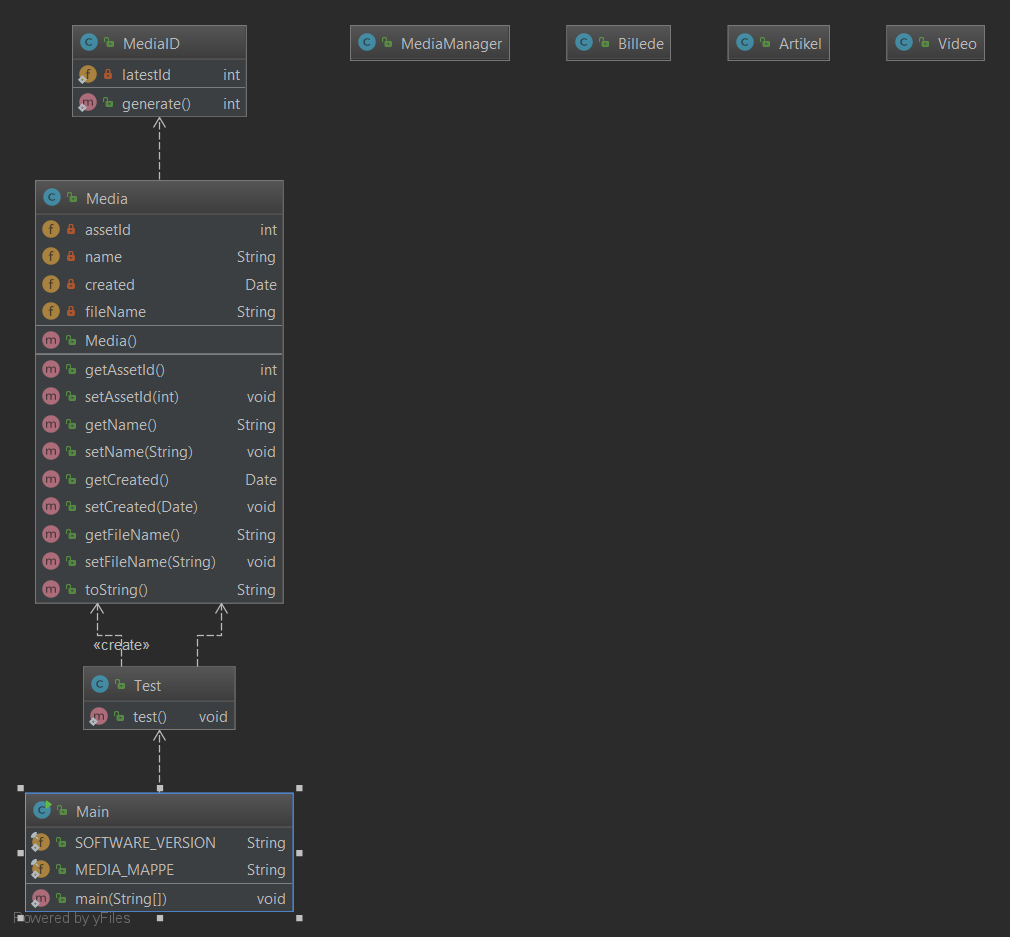 MediaID
latestId int
generate() int
MediaManager
Billede
Artikel
Video
Media
assetId int
name String
created Date
fileName String
Media()
getAssetId() int
setAssetId(int) void
getName() String
setName(String) void
getCreated() Date
setCreated(Date) void
getFileName() String
setFileName(String) void
toString() String
«create»
Test
test() void
Main
SOFTWARE_VERSION String
MEDIA_MAPPE String
main(String[]) void
Powered by yFiles